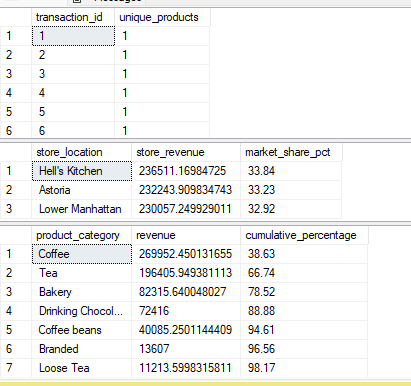 transaction_id unique_products
1 1 1
2 2 1
3 3 1
4 4 1
5 5 1
6 6 1
store_location store_revenue market_share_pct
1 Hell's Kitchen 236511.16984725 33.84
2 Astoria 232243.909834743 33.23
3 Lower Manhattan 230057.249929011 32.92
product_category revenue cumulative_percentage
1 Coffee 269952.450131655 38.63
2 Tea 196405.949381113 66.74
3 Bakery 82315.640048027 78.52
4 Drinking Chocol... 72416 88.88
5 Coffee beans 40085.2501144409 94.61
6 Branded 13607 96.56
7 Loose Tea 11213.5998315811 98.17